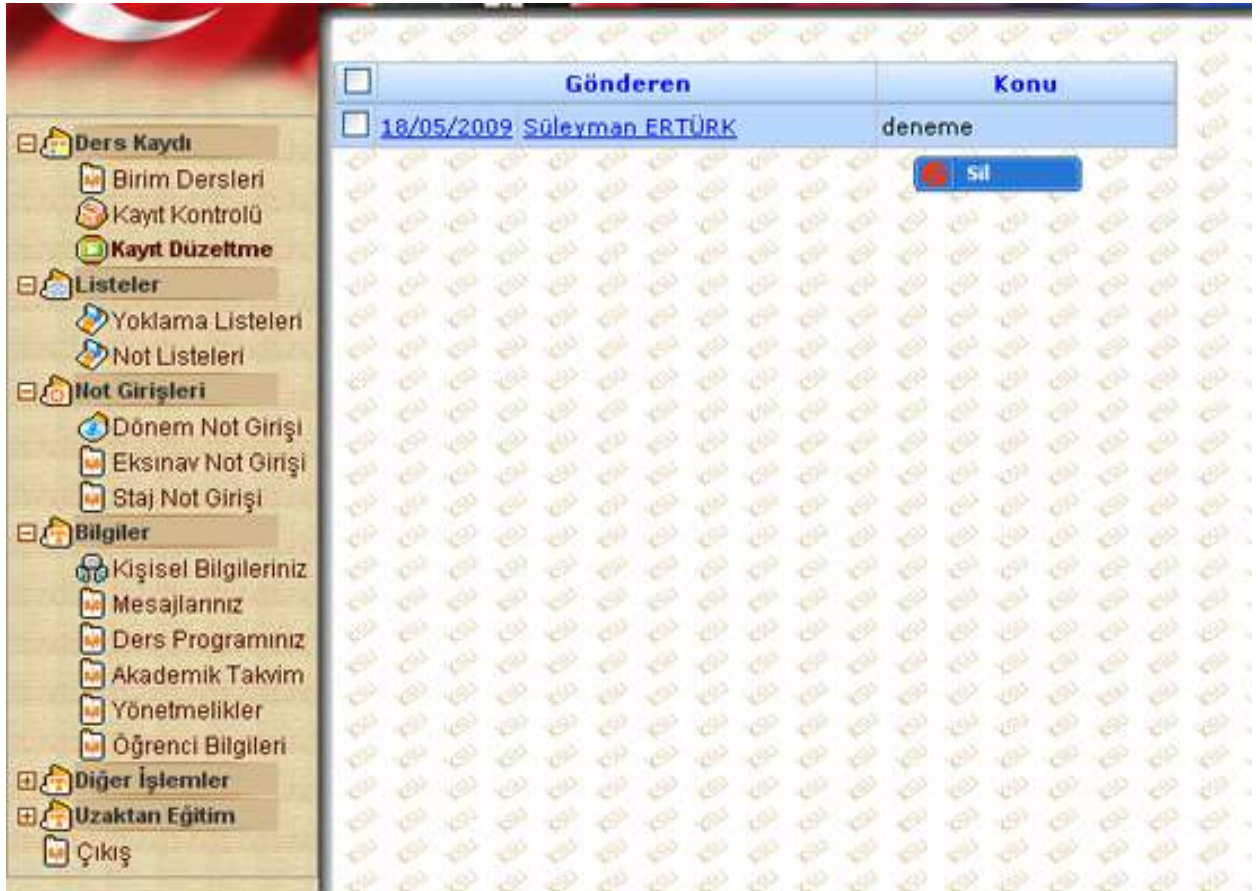 Gönderen Konu
18/05/2009 Süleyman ERTÜRK deneme
Sil
Ders Kaydı
Birim Dersleri
Kayıt Kontrolü
Kayıt Düzeltme
Listeler
Yoklama Listeleri
Not Listeleri
Not Girişleri
Dönem Not Girişi
Eksınav Not Girişi
Staj Not Girişi
Bilgiler
Kişisel Bilgileriniz
Mesajlarınız
Ders Programınız
Akademik Takvim
Yönetmelikler
Öğrenci Bilgileri
Diğer İşlemler
Uzaktan Eğitim
Çıkış